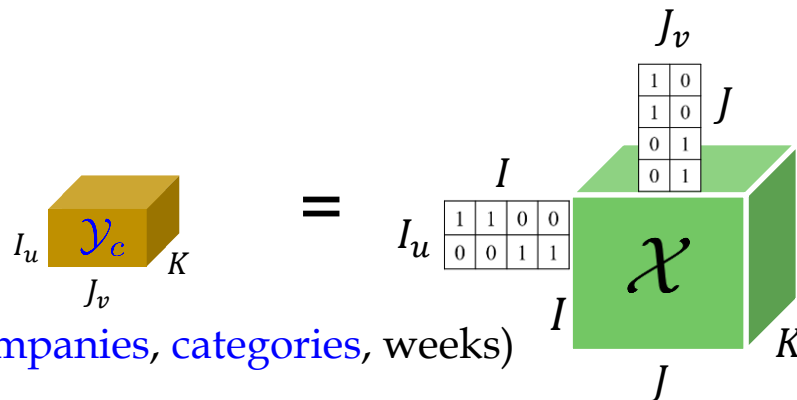 J_v
1 0
1 0
0 1
0 1
J
I
I_u
1 1 0 0
0 0 1 1
=
𝒴_c
I_u
K
J_v
𝒳
I
K
J
mpanies, categories, weeks)